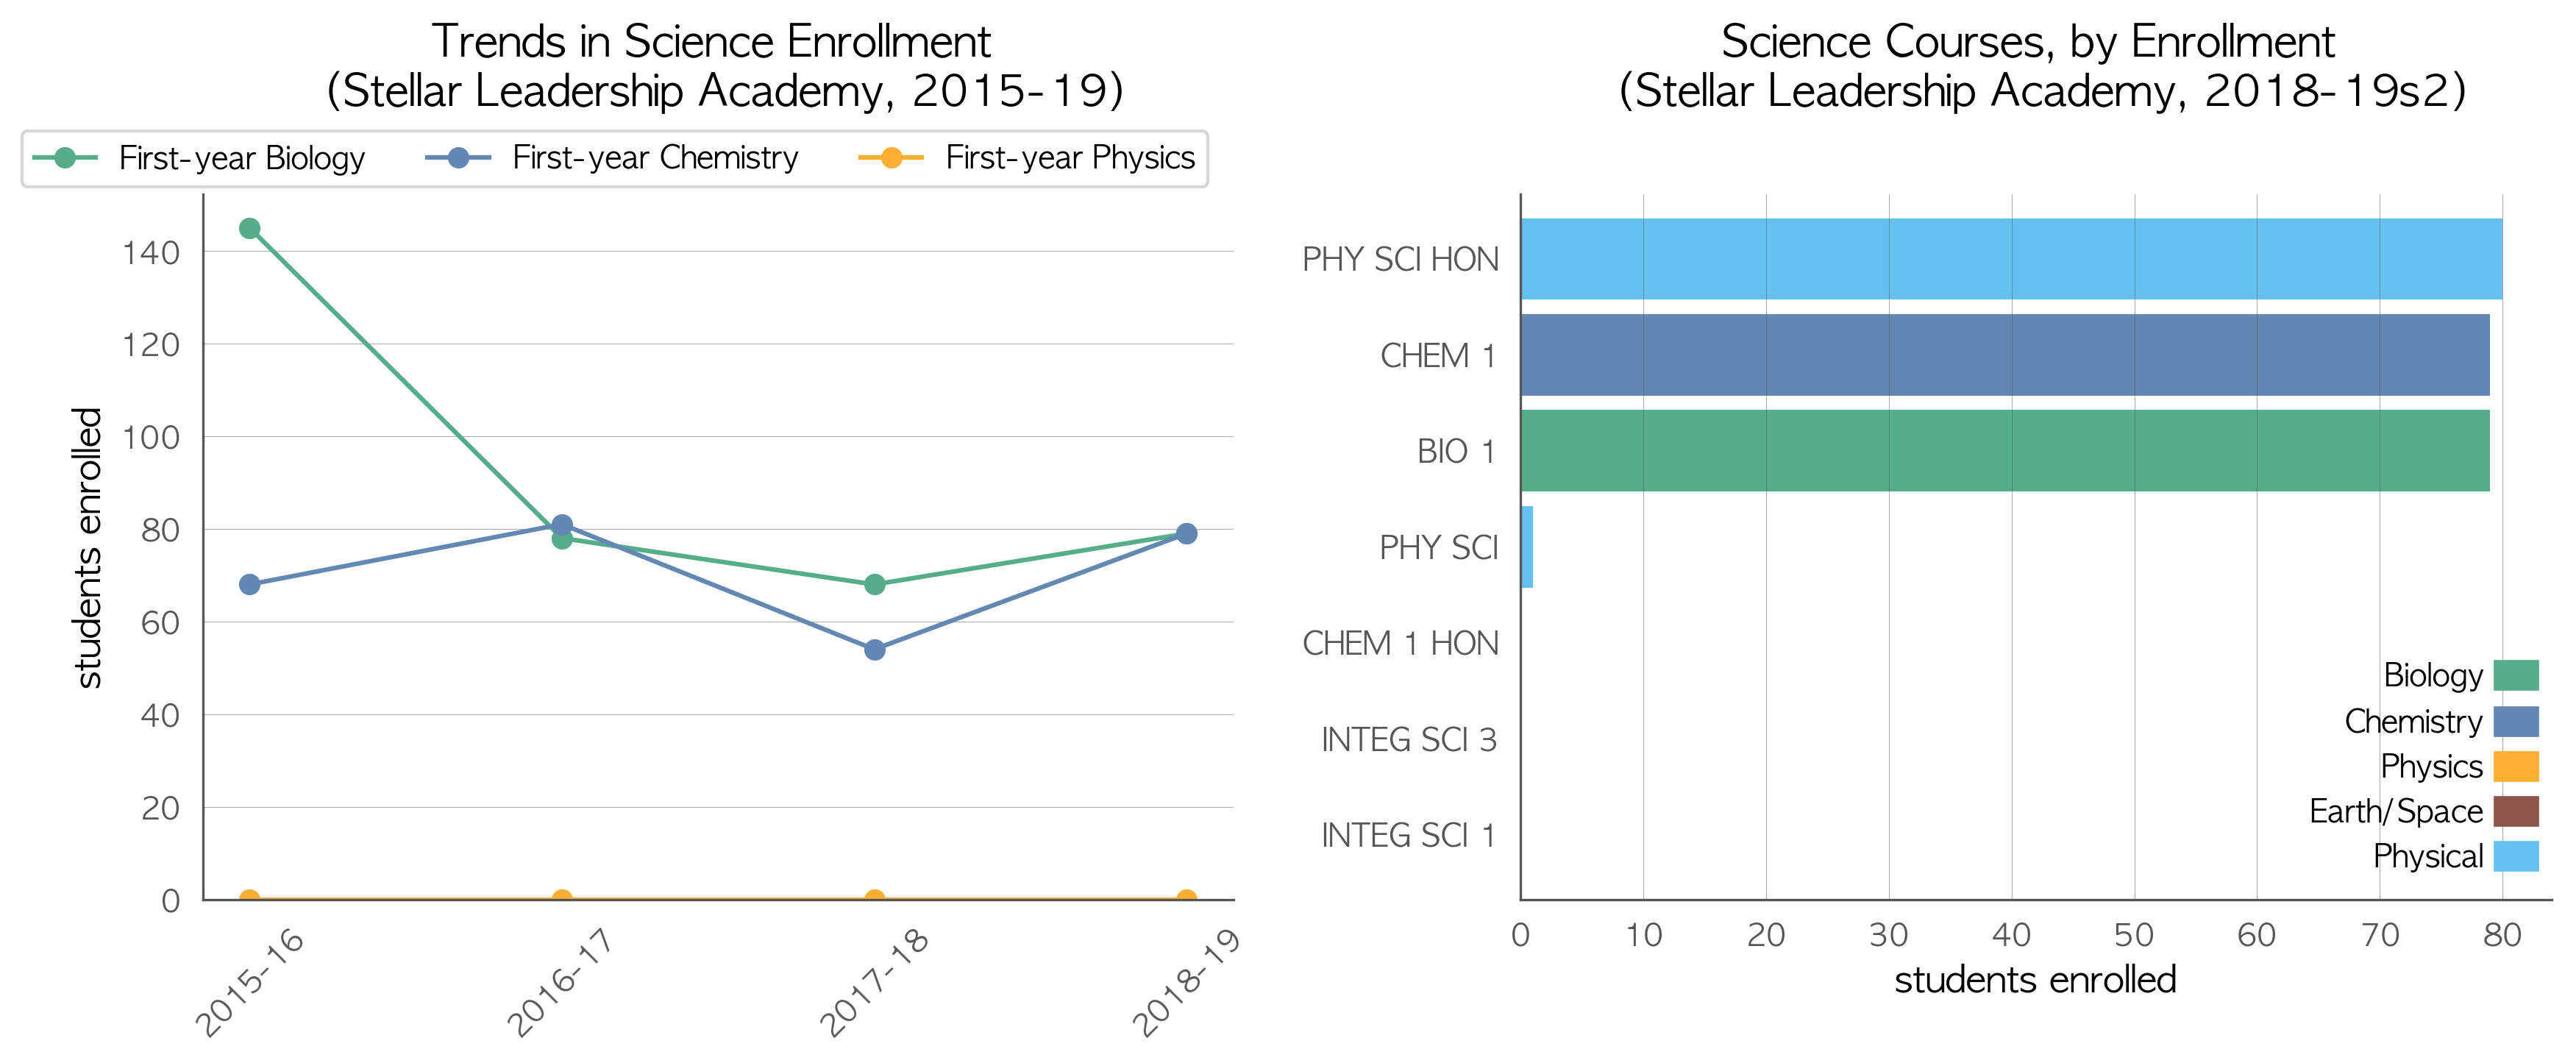 Trends in Science Enrollment
(Stellar Leadership Academy, 2015-19)
First-year Biology
First-year Chemistry
First-year Physics
students enrolled
140
120
100
80
60
40
20
0
2015-16
2016-17
2017-18
2018-19
Science Courses, by Enrollment
(Stellar Leadership Academy, 2018-19s2)
PHY SCI HON
CHEM 1
BIO 1
PHY SCI
CHEM 1 HON
INTEG SCI 3
INTEG SCI 1
Biology
Chemistry
Physics
Earth/Space
Physical
0
10
20
30
40
50
60
70
80
students enrolled